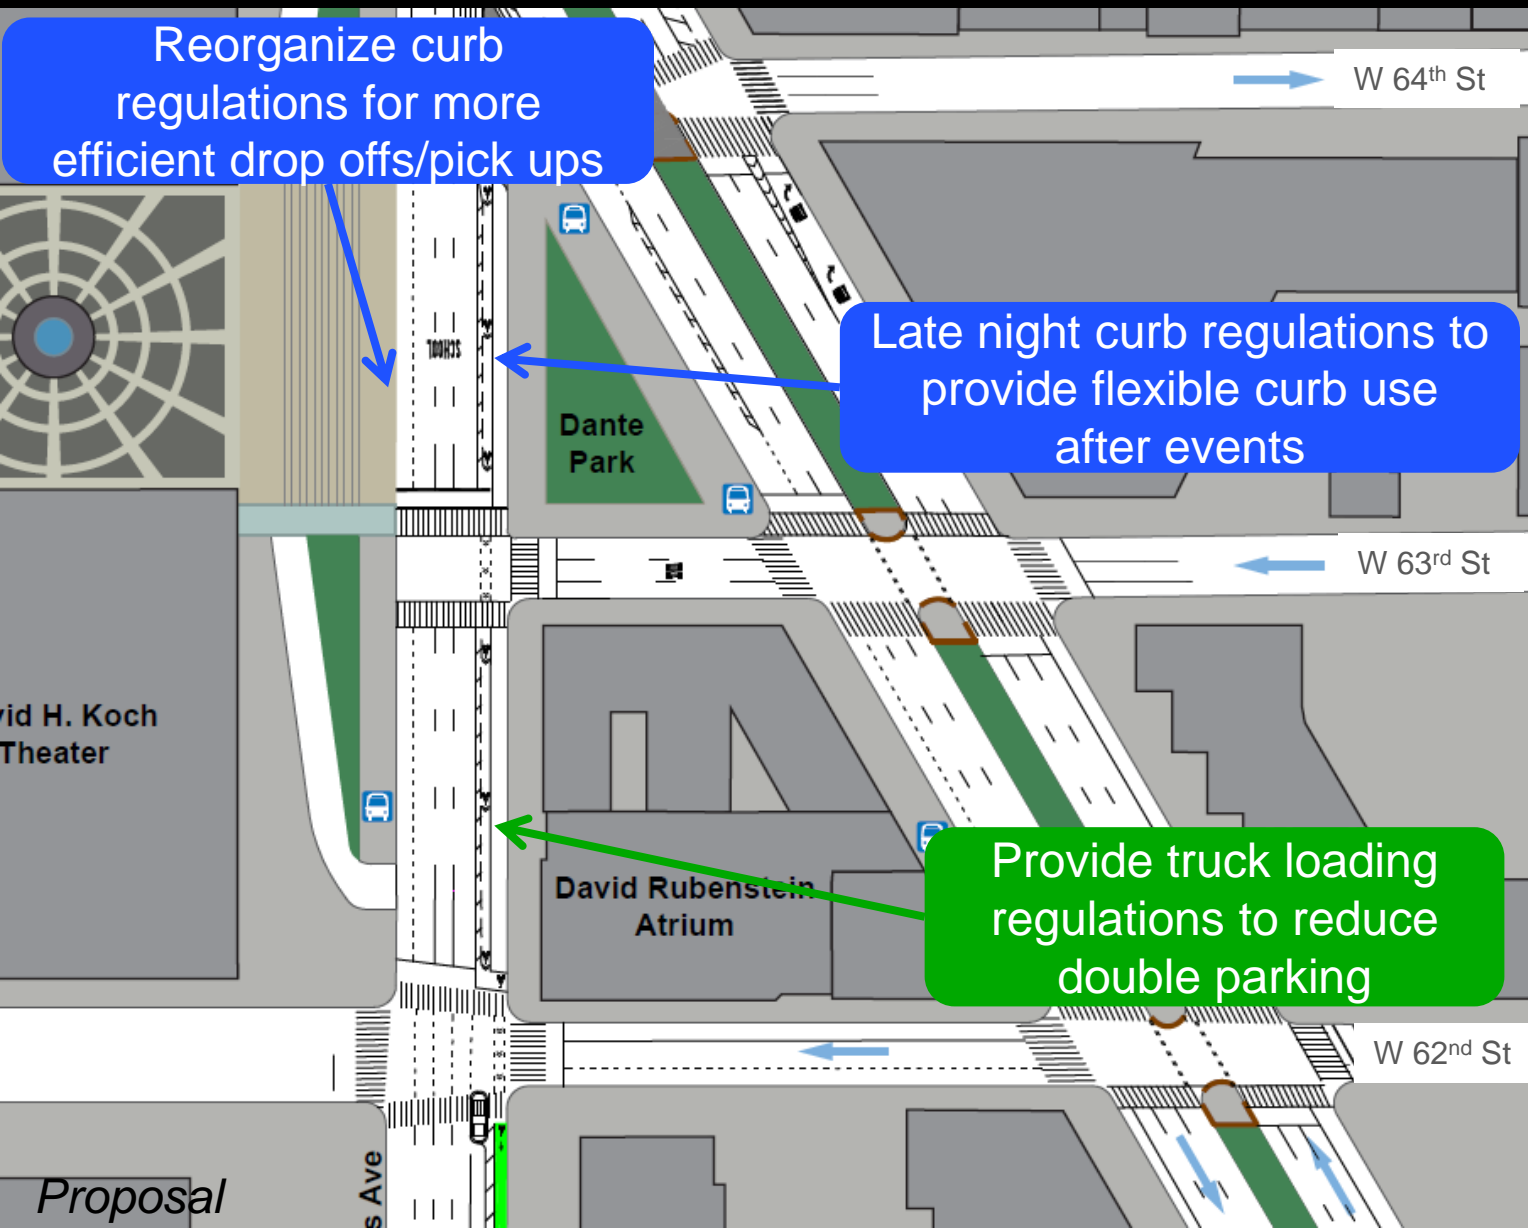 Reorganize curb
regulations for more
efficient drop offs/pick ups
W 64th St
SCHOOL
Late night curb regulations to
provide flexible curb use
after events
Dante
Park
W 63rd St
vid H. Koch
Theater
David Rubenstein
Atrium
Provide truck loading
regulations to reduce
double parking
W 62nd St
Proposal
s Ave